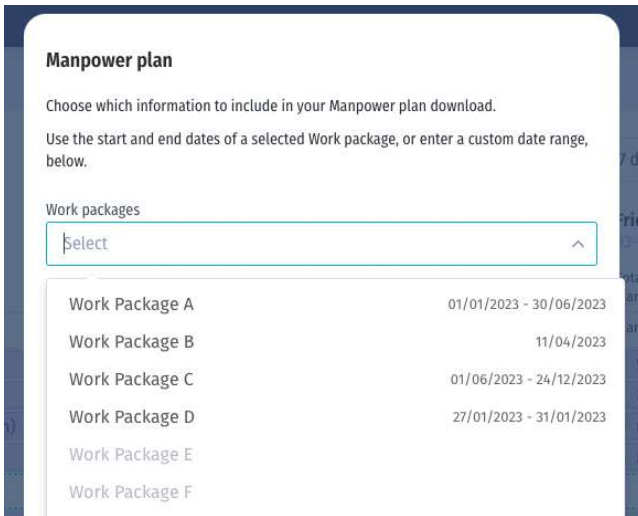 Manpower plan
Choose which information to include in your Manpower plan download.
Use the start and end dates of a selected Work package, or enter a custom date range,
below.
Work packages
Select
Work Package A 01/01/2023 - 30/06/2023
Work Package B 11/04/2023
Work Package C 01/06/2023 - 24/12/2023
Work Package D 27/01/2023 - 31/01/2023
Work Package E
Work Package F